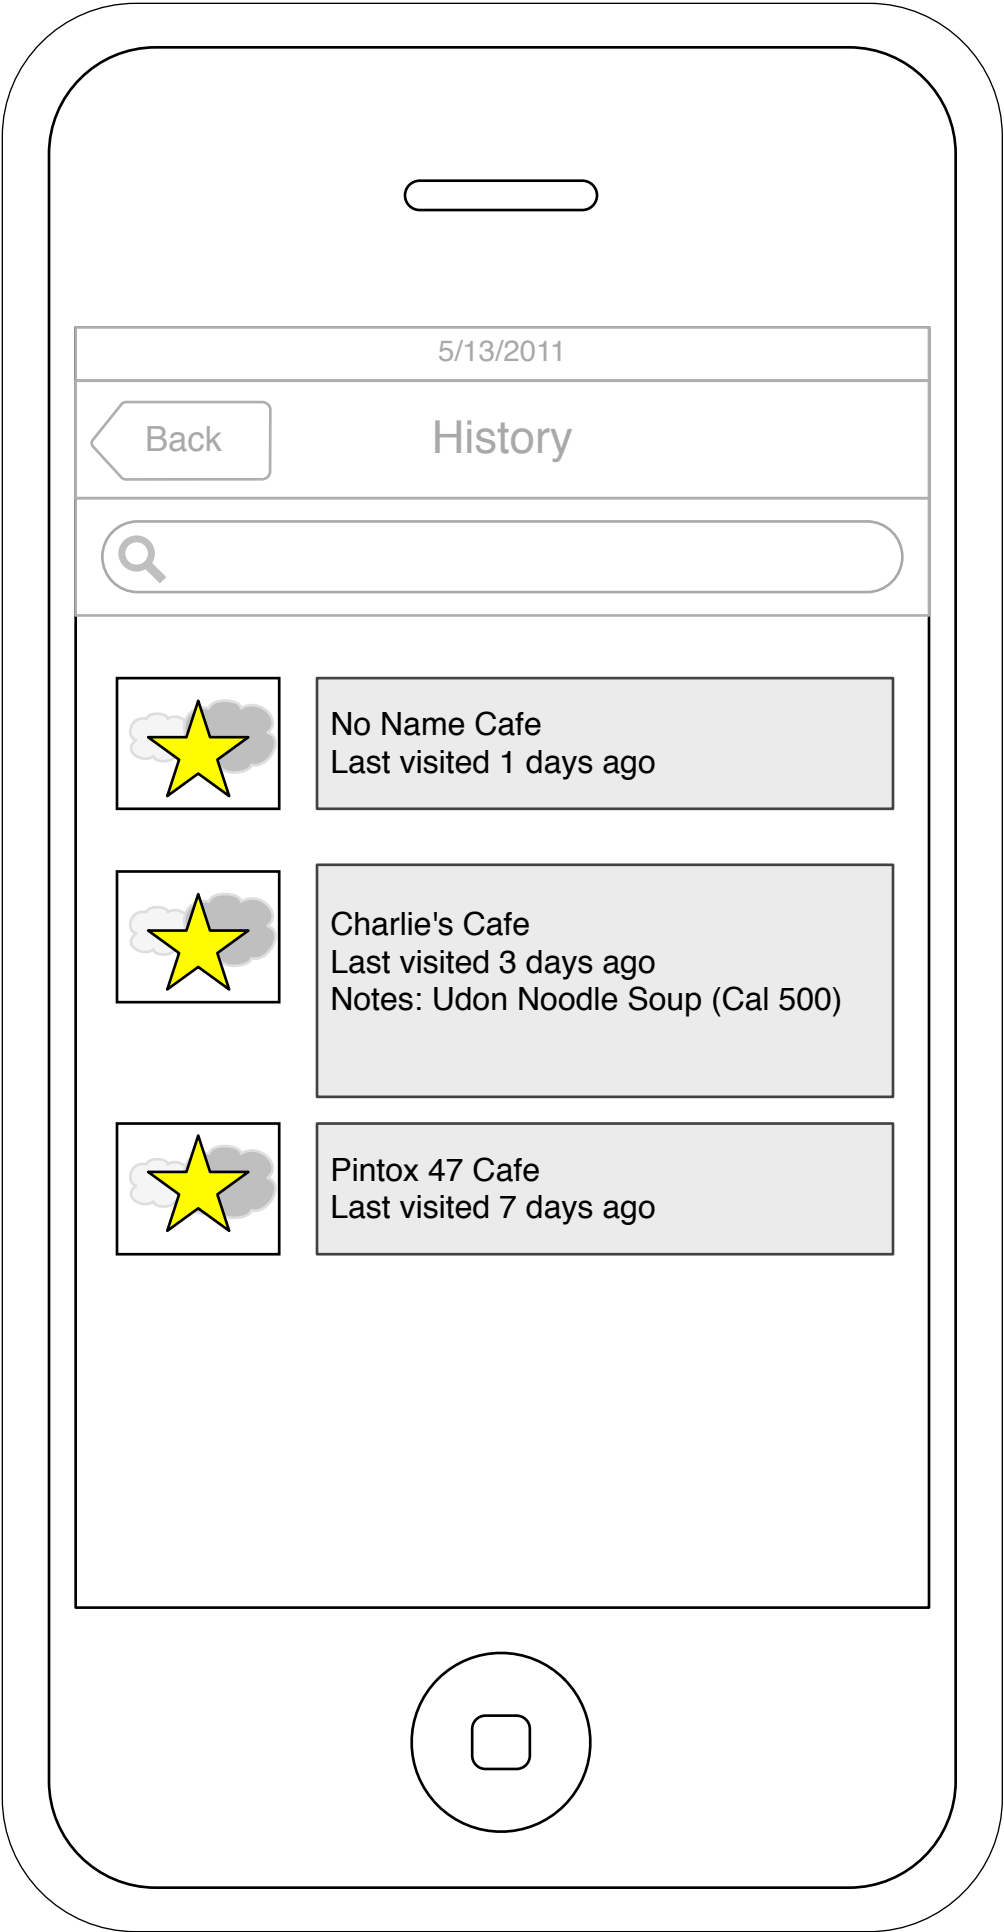 5/13/2011
Back
History
No Name Cafe
Last visited 1 days ago
Charlie's Cafe
Last visited 3 days ago
Notes: Udon Noodle Soup (Cal 500)
Pintox 47 Cafe
Last visited 7 days ago